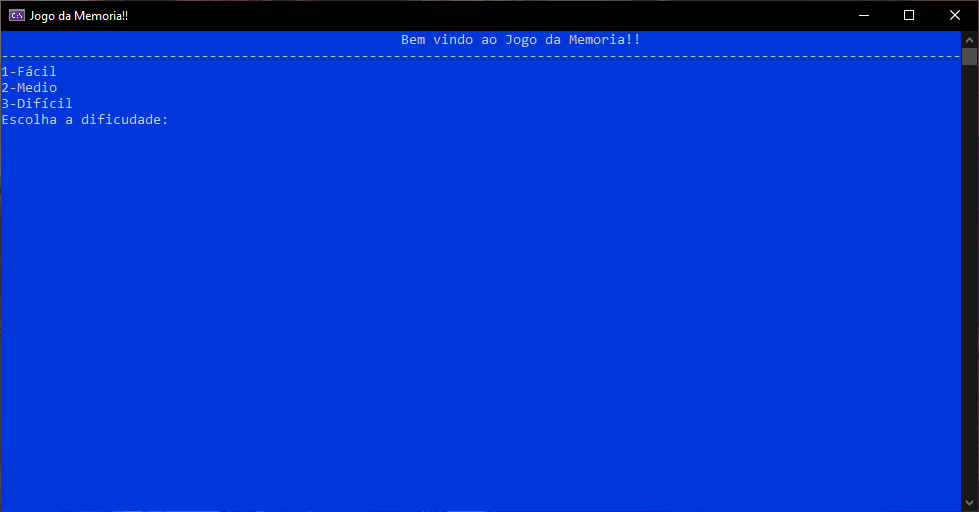 Jogo da Memoria!!
Bem vindo ao Jogo da Memoria!!
------------------------------------------------------------------------------------------------------------------------
1-Fácil
2-Medio
3-Difícil
Escolha a dificudade: